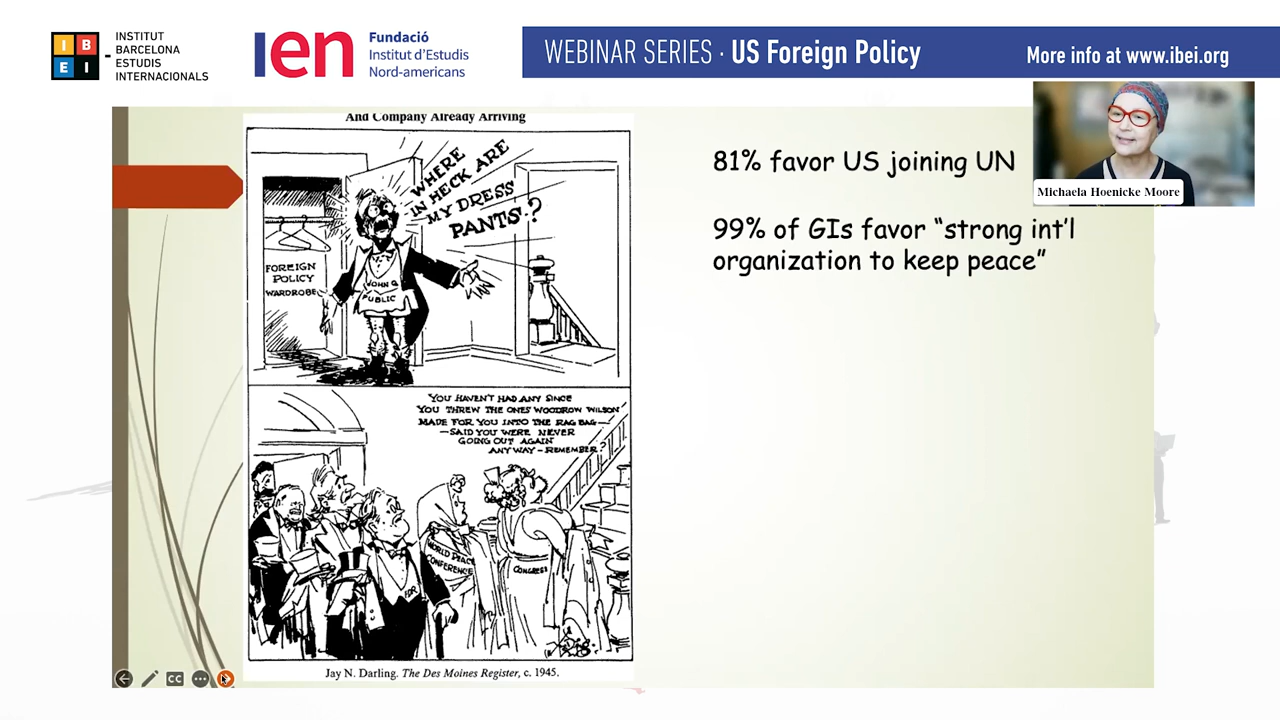 I B E I
INSTITUT
BARCELONA
ESTUDIS
INTERNACIONALS
ien
Fundació
Institut d'Estudis
Nord-americans
WEBINAR SERIES · US Foreign Policy
More info at www.ibei.org
And Company Already Arriving
WHERE
IN HECK ARE
MY DRESS
PANTS?
FOREIGN
POLICY
WARDROBE
JOHN Q.
PUBLIC
YOU HAVEN'T HAD ANY SINCE
YOU THREW THE ONES WOODROW WILSON
MADE FOR YOU INTO THE RAG BAG—
—SAID YOU WERE NEVER
GOING OUT AGAIN
ANYWAY – REMEMBER?
WORLD PEACE
CONFERENCE
CONGRESS
FDR
Jay N. Darling. The Des Moines Register, c. 1945.
81% favor US joining UN
99% of GIs favor "strong int'l
organization to keep peace"
Michaela Hoenicke Moore
CC